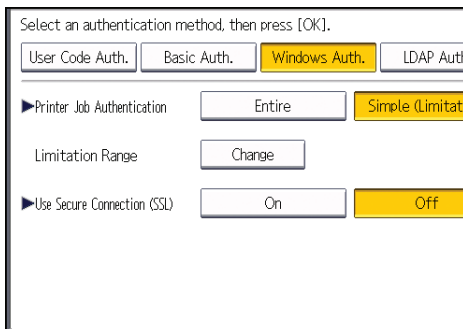 Select an authentication method, then press [OK].
User Code Auth. Basic Auth. Windows Auth. LDAP Auth
▶Printer Job Authentication Entire Simple (Limitat
Limitation Range Change
▶Use Secure Connection (SSL) On Off